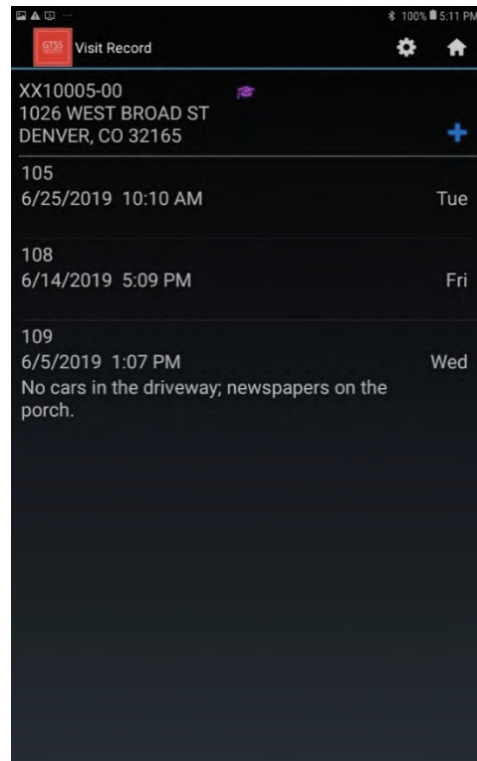 100% 5:11 PM
GTSS
Visit Record
XX10005-00
1026 WEST BROAD ST
DENVER, CO 32165
105
6/25/2019 10:10 AM Tue
108
6/14/2019 5:09 PM Fri
109
6/5/2019 1:07 PM Wed
No cars in the driveway; newspapers on the
porch.